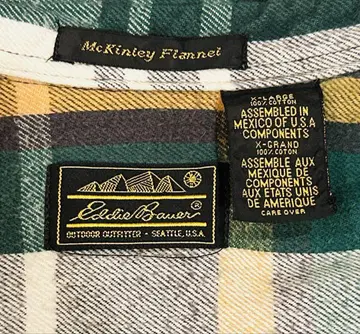 McKinley Flannel
X-LARGE
100% COTTON
ASSEMBLED IN
MEXICO OF U.S.A
COMPONENTS
X-GRAND
100% COTON
ASSEMBLE AUX
MEXIQUE DE
COMPONANTS
AUX ETATS UNIS
DE AMERIQUE
CARE OVER
Eddie Bauer®
OUTDOOR OUTFITTER • SEATTLE, U.S.A.